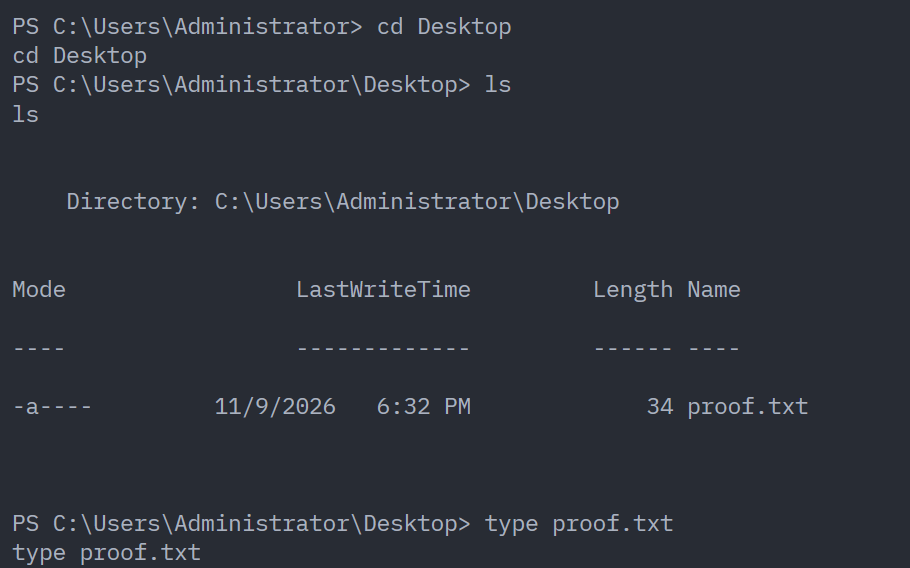 PS C:\Users\Administrator> cd Desktop
cd Desktop
PS C:\Users\Administrator\Desktop> ls
ls
    Directory: C:\Users\Administrator\Desktop
Mode                 LastWriteTime         Length Name
----                 -------------         ------ ----
-a----         11/9/2026   6:32 PM             34 proof.txt
PS C:\Users\Administrator\Desktop> type proof.txt
type proof.txt